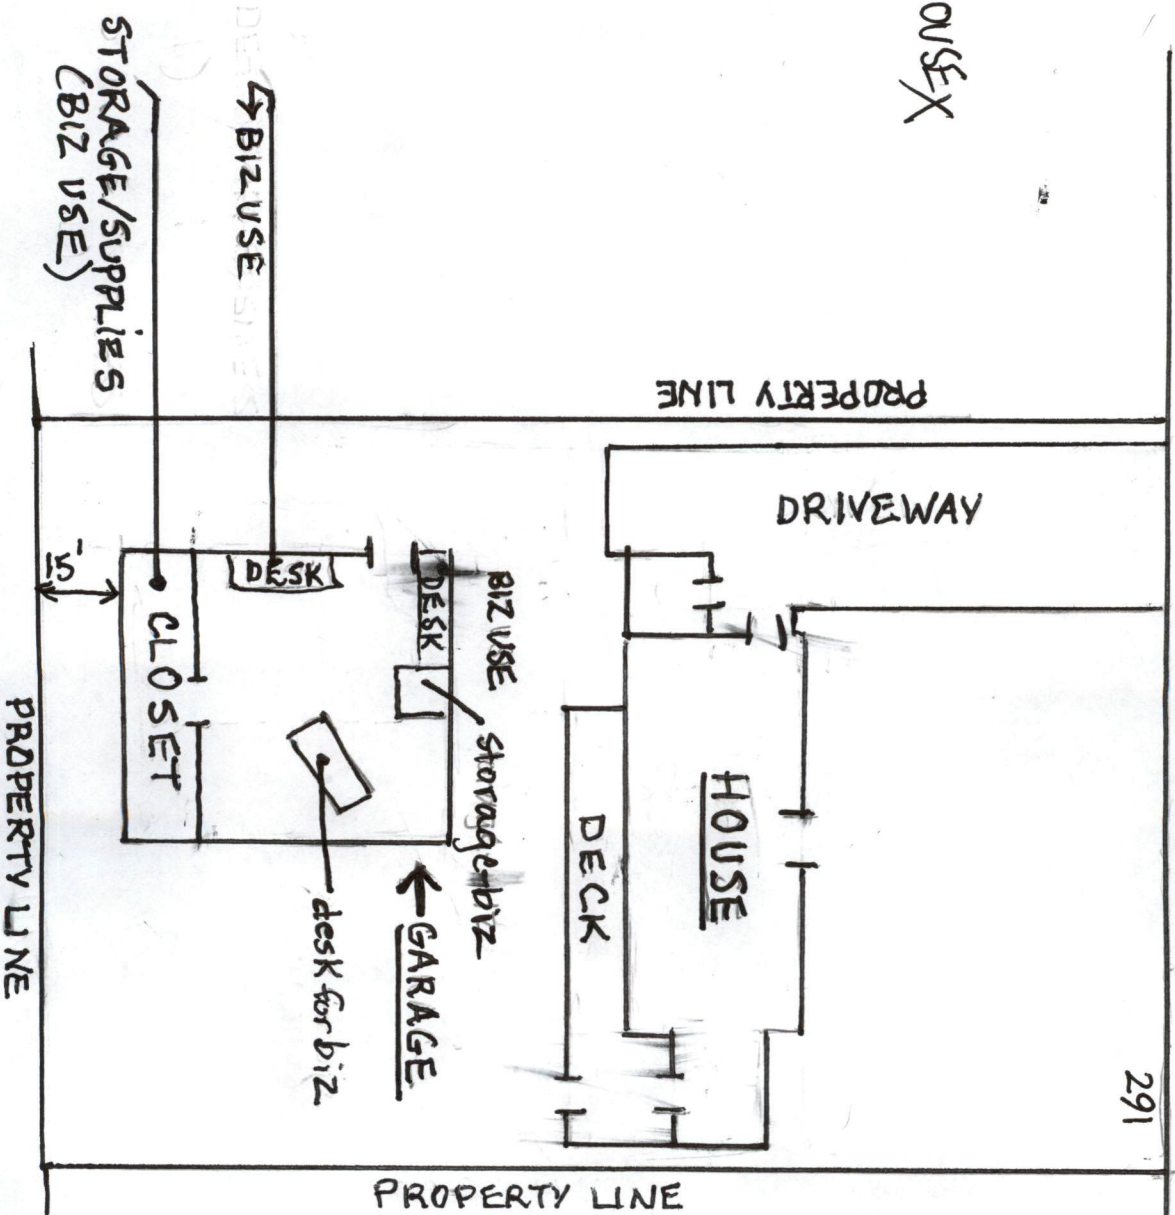 OUSEX
291
PROPERTY LINE
DRIVEWAY
HOUSE
DECK
BIZ USE
storage-biz
DESK
GARAGE
desk for biz
BIZ USE
DESK
STORAGE/SUPPLIES
(BIZ USE)
CLOSET
15'
PROPERTY LINE
PROPERTY LINE